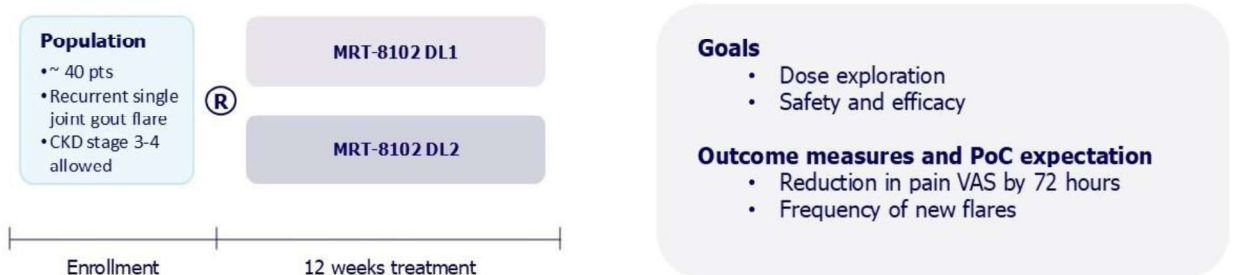 Population
•~ 40 pts
•Recurrent single
joint gout flare
•CKD stage 3-4
allowed
®
MRT-8102 DL1
MRT-8102 DL2
Enrollment
12 weeks treatment
Goals
• Dose exploration
• Safety and efficacy
Outcome measures and PoC expectation
• Reduction in pain VAS by 72 hours
• Frequency of new flares